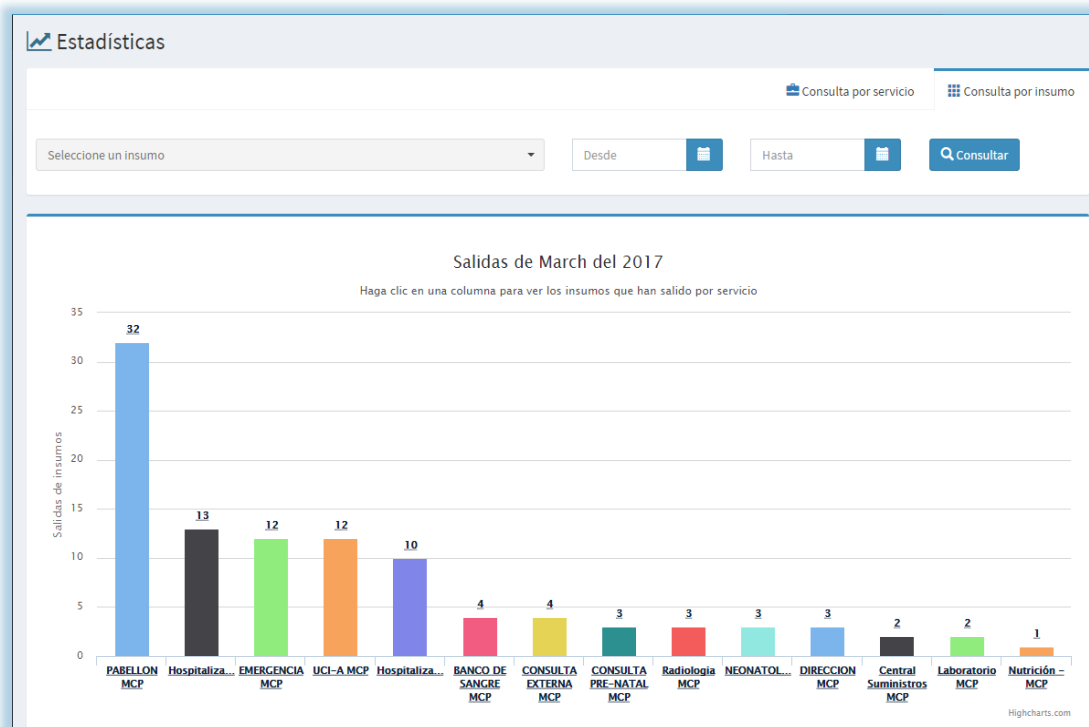 Estadísticas
Consulta por servicio
Consulta por insumo
Seleccione un insumo
Desde
Hasta
Consultar
Salidas de March del 2017
Haga clic en una columna para ver los insumos que han salido por servicio
Salidas de insumos
35
30
25
20
15
10
5
0
32
13
12
12
10
4
4
3
3
3
3
2
2
1
PABELLON
MCP
Hospitaliza...
EMERGENCIA
MCP
UCI-A MCP
Hospitaliza...
BANCO DE
SANGRE
MCP
CONSULTA
EXTERNA
MCP
CONSULTA
PRE-NATAL
MCP
Radiologia
MCP
NEONATOL...
DIRECCION
MCP
Central
Suministros
MCP
Laboratorio
MCP
Nutrición -
MCP
Highcharts.com